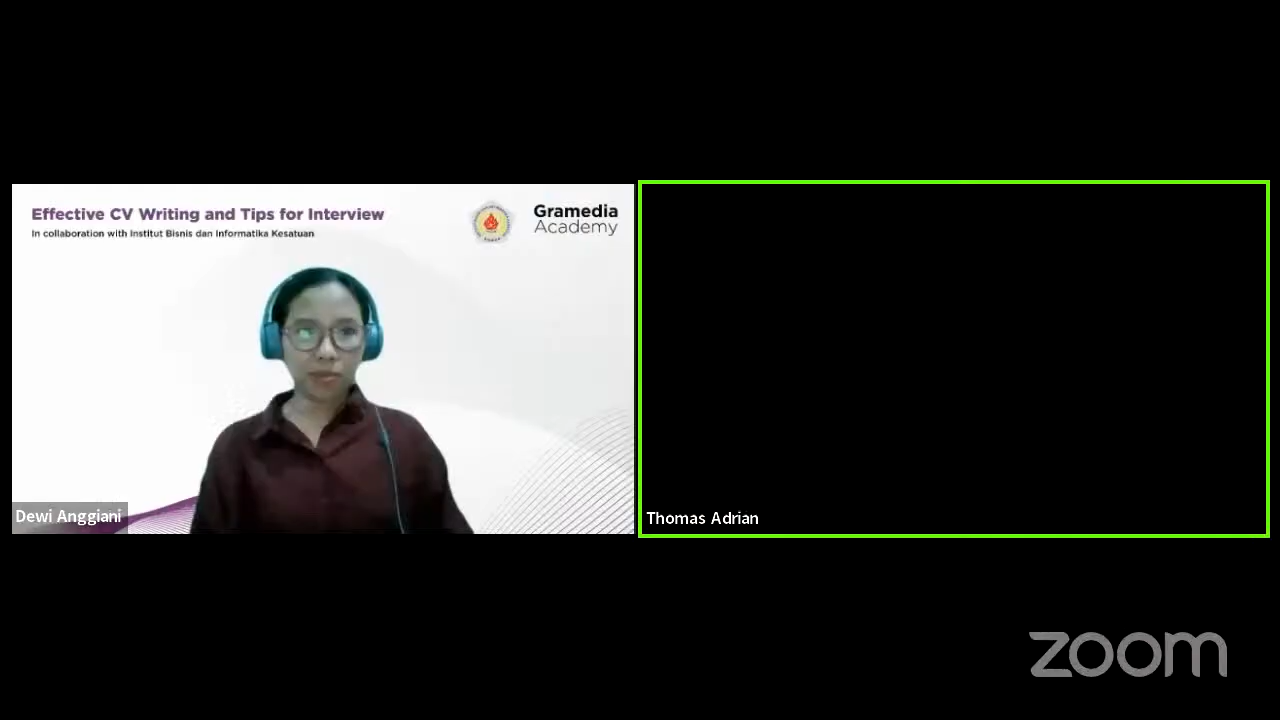 Effective CV Writing and Tips for Interview
In collaboration with Institut Bisnis dan Informatika Kesatuan
Gramedia
Academy
Dewi Anggiani
Thomas Adrian
zoom